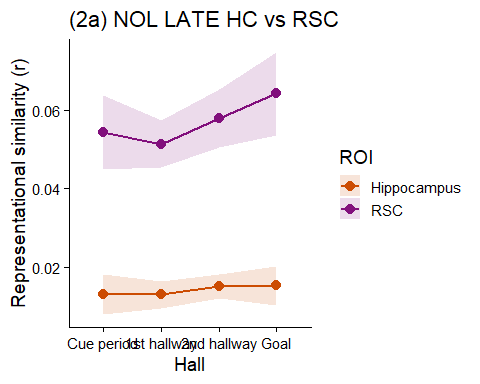 (2a) NOL LATE HC vs RSC
Representational similarity (r)
0.06
0.04
0.02
Cue period 1st hallway 2nd hallway Goal
Hall
ROI
Hippocampus
RSC